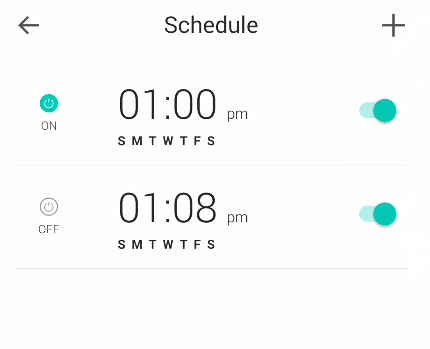 Schedule
01:00 pm
ON
S M T W T F S
01:08 pm
OFF
S M T W T F S